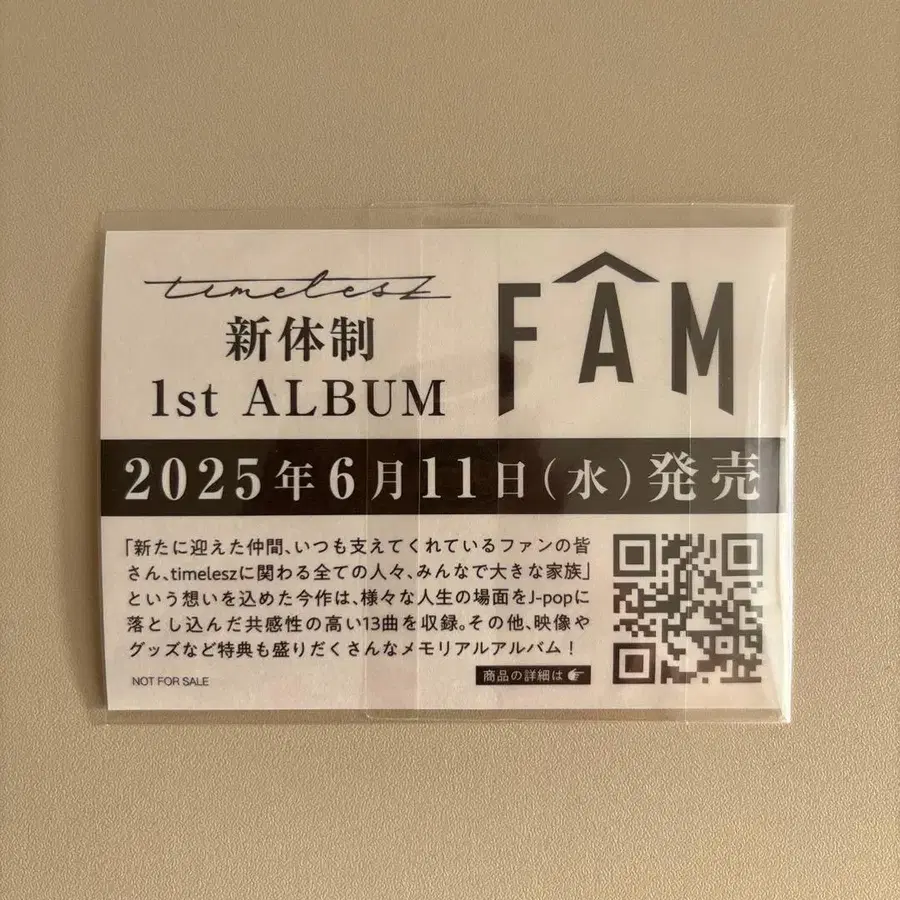 timelesz
新体制
1st ALBUM
FAM
2025年6月11日(水)発売
「新たに迎えた仲間、いつも支えてくれているファンの皆
さん、timeleszに関わる全ての人々、みんなで大きな家族」
という想いを込めた今作は、様々な人生の場面をJ-popに
落とし込んだ共感性の高い13曲を収録。その他、映像や
グッズなど特典も盛りだくさんなメモリアルアルバム！
NOT FOR SALE
商品の詳細は